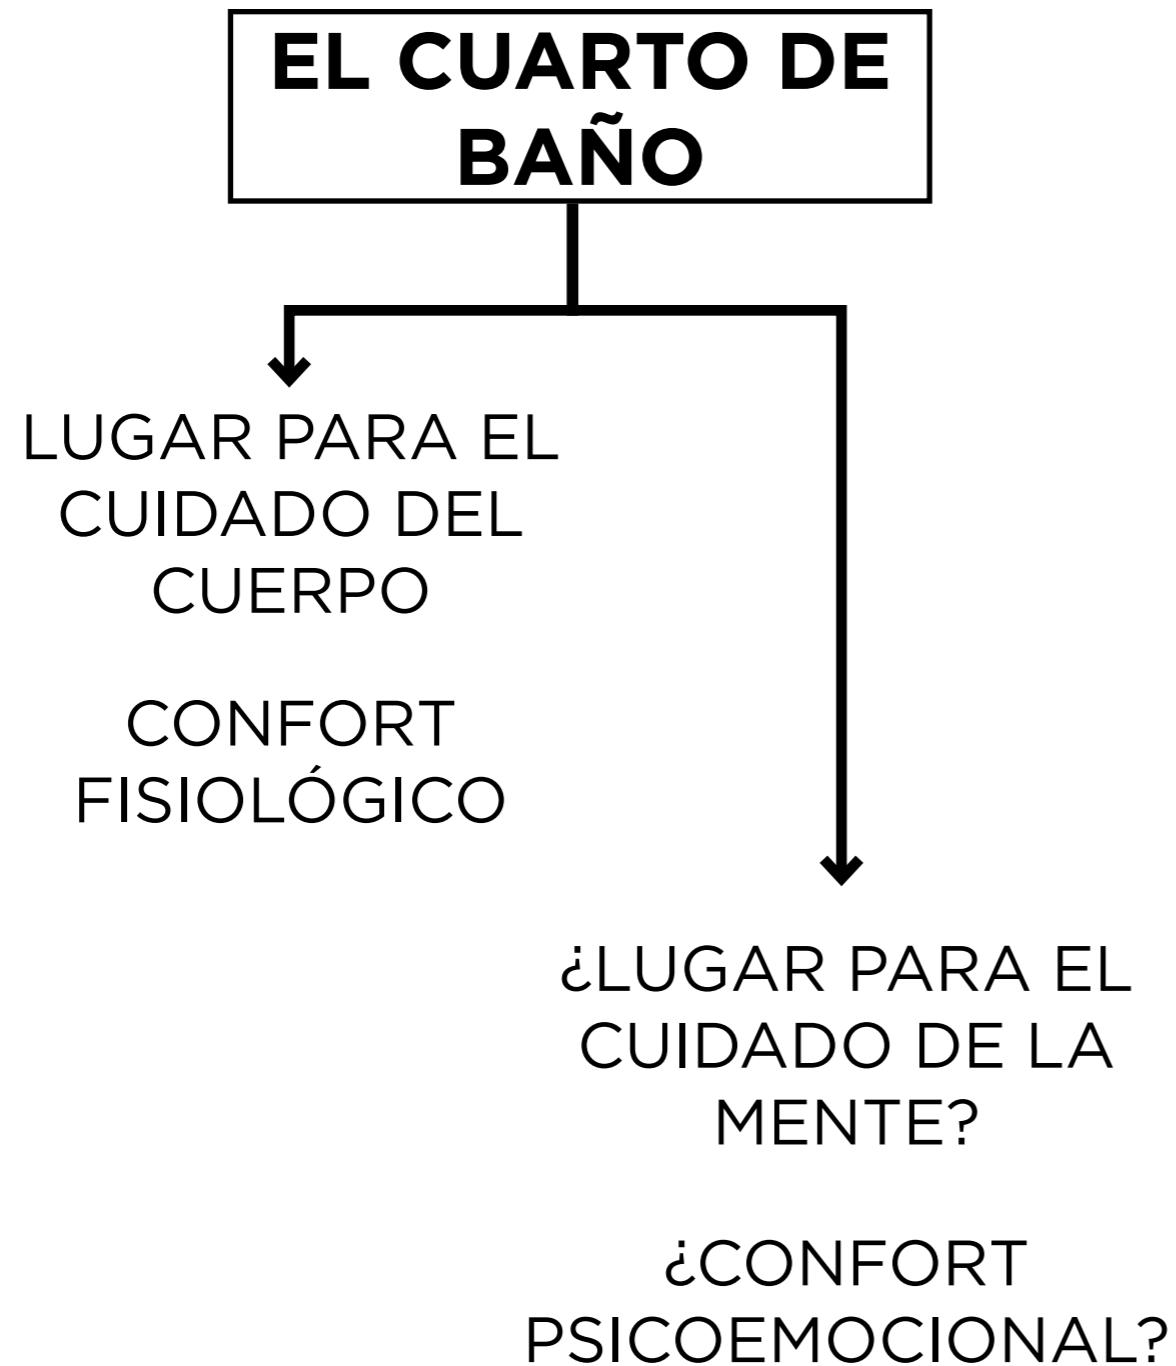 EL CUARTO DE
BAÑO
LUGAR PARA EL
CUIDADO DEL
CUERPO
CONFORT
FISIOLÓGICO
¿LUGAR PARA EL
CUIDADO DE LA
MENTE?
¿CONFORT
PSICOEMOCIONAL?